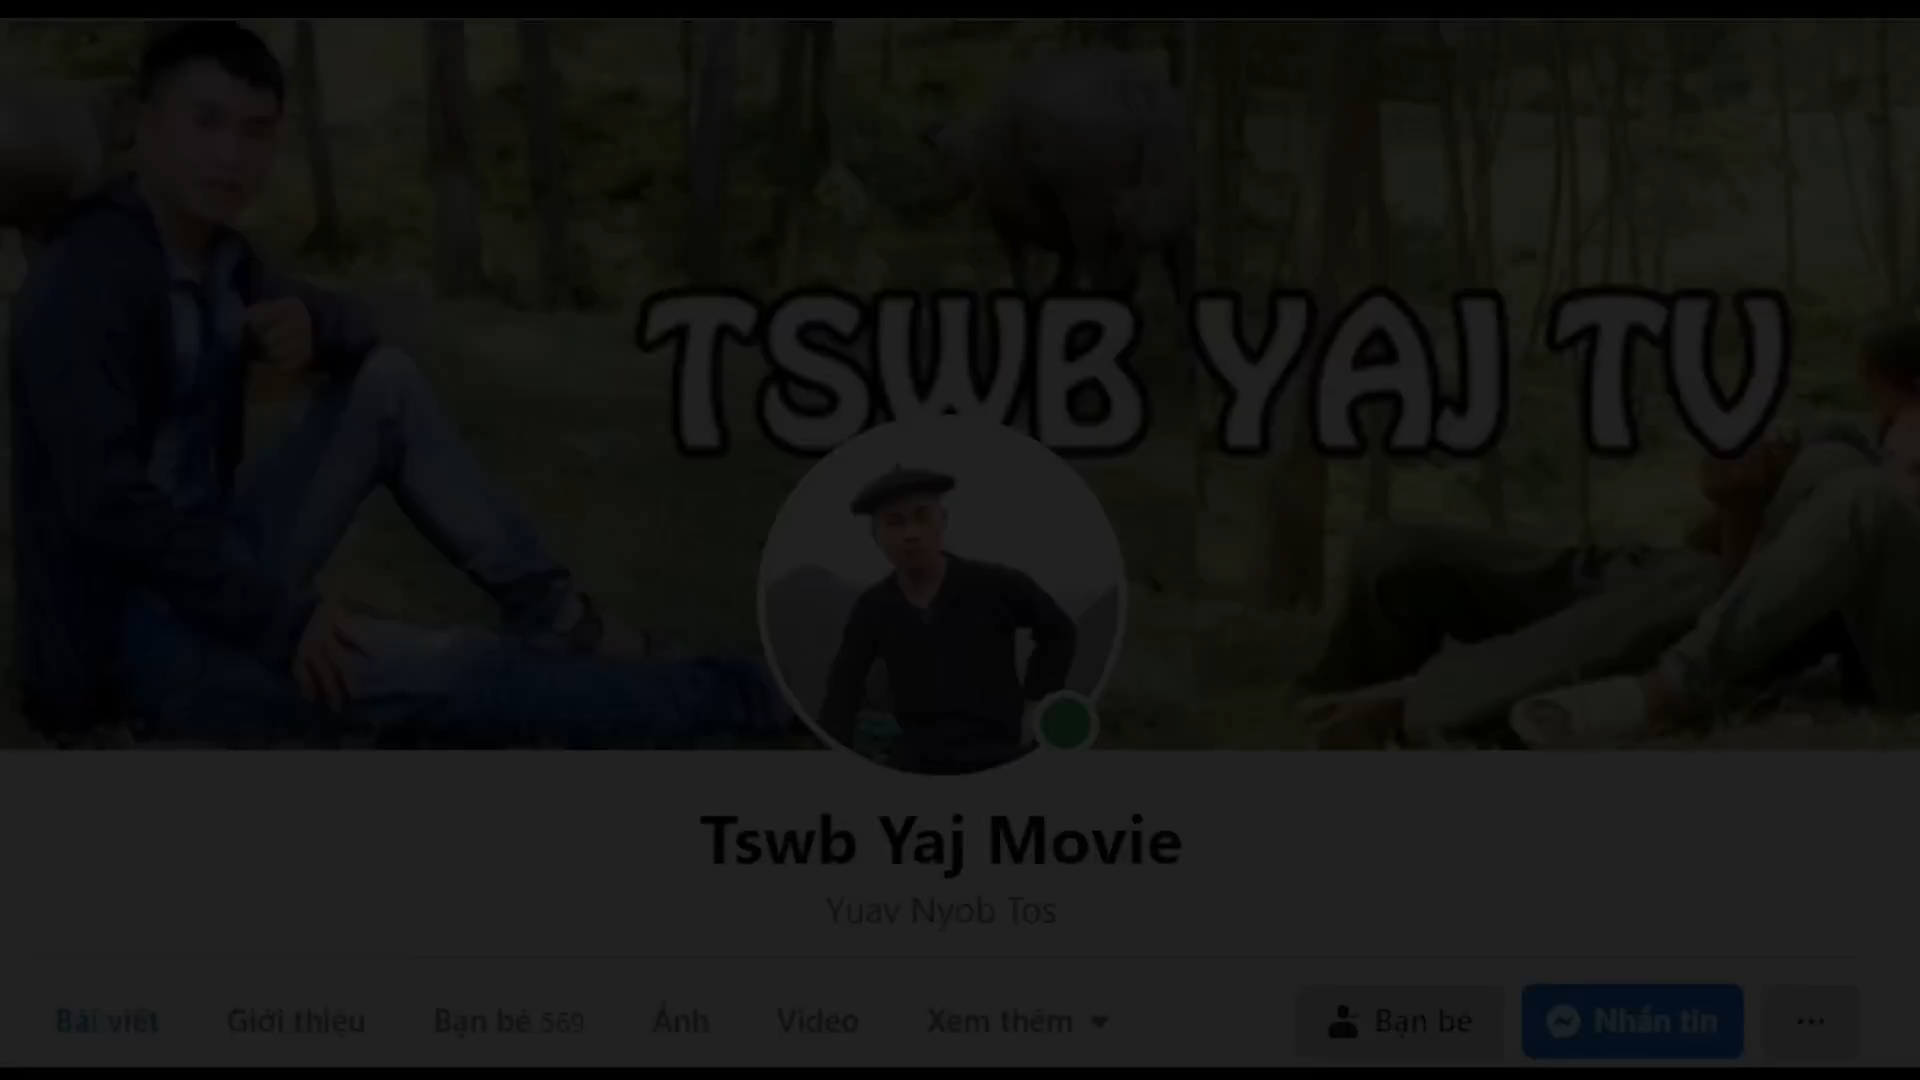 TSWB YAJ TV
Tswb Yaj Movie
Yuav Nyob Tos
Bài viết Giới thiệu Bạn bè 569 Ảnh Video Xem thêm Bạn bè Nhắn tin